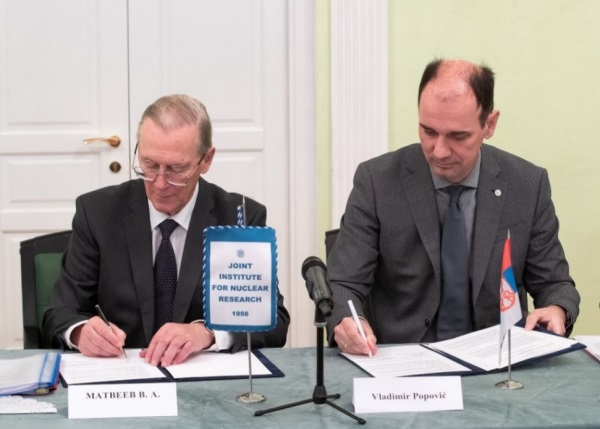 JOINT
INSTITUTE
FOR NUCLEAR
RESEARCH
1956
МАТВЕЕВ В. А.
Vladimir Popović